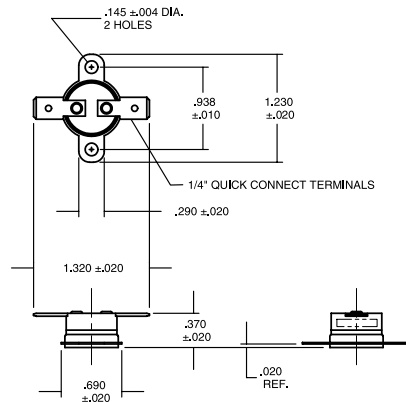 .145 ±.004 DIA.
2 HOLES
.938
±.010
1.230
±.020
1/4" QUICK CONNECT TERMINALS
.290 ±.020
1.320 ±.020
.370
±.020
.020
REF.
.690
±.020